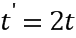 t' = 2t